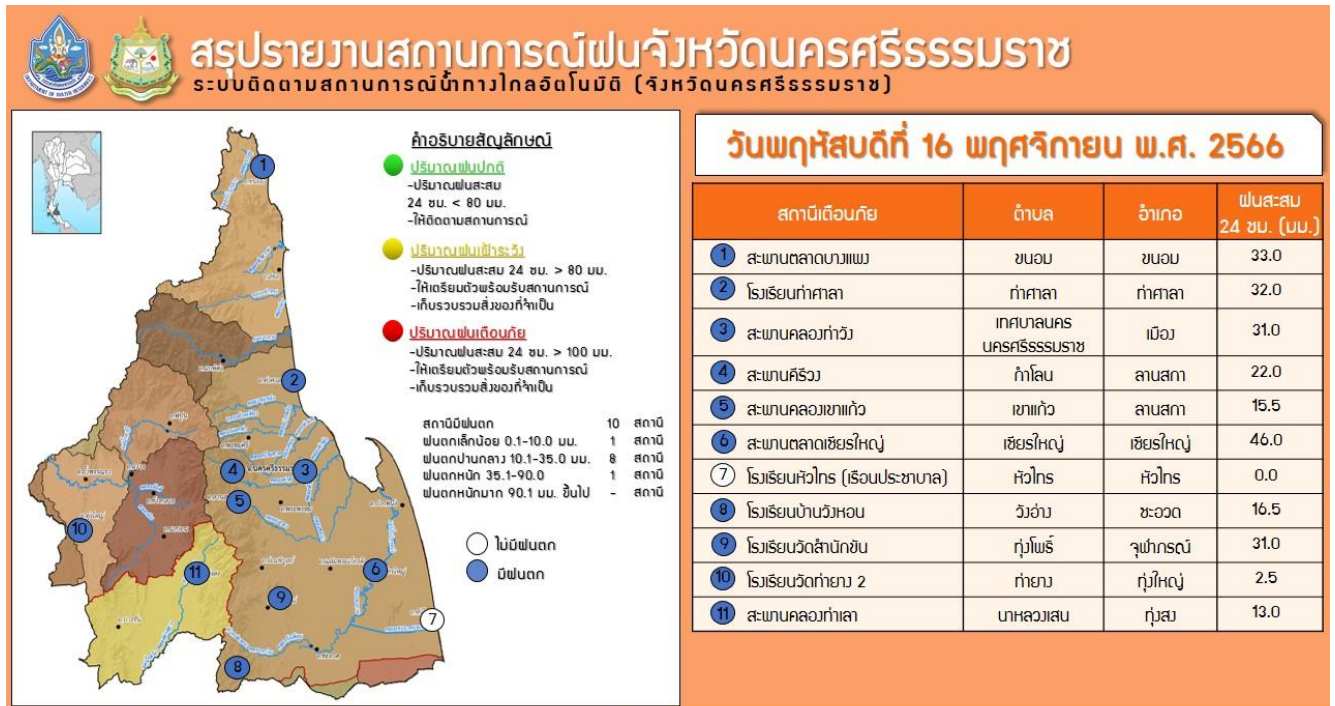 สรุปรายงานสถานการณ์ฝนจังหวัดนครศรีธรรมราช
ระบบติดตามสถานการณ์น้ำทางไกลอัตโนมัติ (จังหวัดนครศรีธรรมราช)
คำอธิบายสัญลักษณ์
ปริมาณฝนปกติ
-ปริมาณฝนสะสม
24 ชม. < 80 มม.
-ให้ติดตามสถานการณ์
ปริมาณฝนเฝ้าระวัง
-ปริมาณฝนสะสม 24 ชม. > 80 มม.
-ให้เตรียมตัวพร้อมรับสถานการณ์
-เก็บรวบรวมสิ่งของที่จำเป็น
ปริมาณฝนเตือนภัย
-ปริมาณฝนสะสม 24 ชม. > 100 มม.
-ให้เตรียมตัวพร้อมรับสถานการณ์
-เก็บรวบรวมสิ่งของที่จำเป็น
สถานีมีฝนตก 10 สถานี
ฝนตกเล็กน้อย 0.1-10.0 มม. 1 สถานี
ฝนตกปานกลาง 10.1-35.0 มม. 8 สถานี
ฝนตกหนัก 35.1-90.0 1 สถานี
ฝนตกหนักมาก 90.1 มม. ขึ้นไป - สถานี
ไม่มีฝนตก
มีฝนตก
1
2
4
3
5
10
11
6
9
7
8
วันพฤหัสบดีที่ 16 พฤศจิกายน พ.ศ. 2566
สถานีเตือนภัย ตำบล อำเภอ ฝนสะสม
24 ชม. (มม.)
1 สะพานตลาดบางแพง ขนอม ขนอม 33.0
2 โรงเรียนท่าศาลา ท่าศาลา ท่าศาลา 32.0
3 สะพานคลองท่าวัง เทศบาลนคร
นครศรีธรรมราช เมือง 31.0
4 สะพานคีรีวง กำโลน ลานสกา 22.0
5 สะพานคลองเขาแก้ว เขาแก้ว ลานสกา 15.5
6 สะพานตลาดเชียรใหญ่ เชียรใหญ่ เชียรใหญ่ 46.0
7 โรงเรียนหัวไทร (เรือนประชาบาล) หัวไทร หัวไทร 0.0
8 โรงเรียนบ้านวังหอน วังอ่าง ชะอวด 16.5
9 โรงเรียนวัดสำนักขัน ทุ่งโพธิ์ จุฬาภรณ์ 31.0
10 โรงเรียนวัดท่ายาง 2 ท่ายาง ทุ่งใหญ่ 2.5
11 สะพานคลองท่าเลา นาหลวงเสน ทุ่งสง 13.0